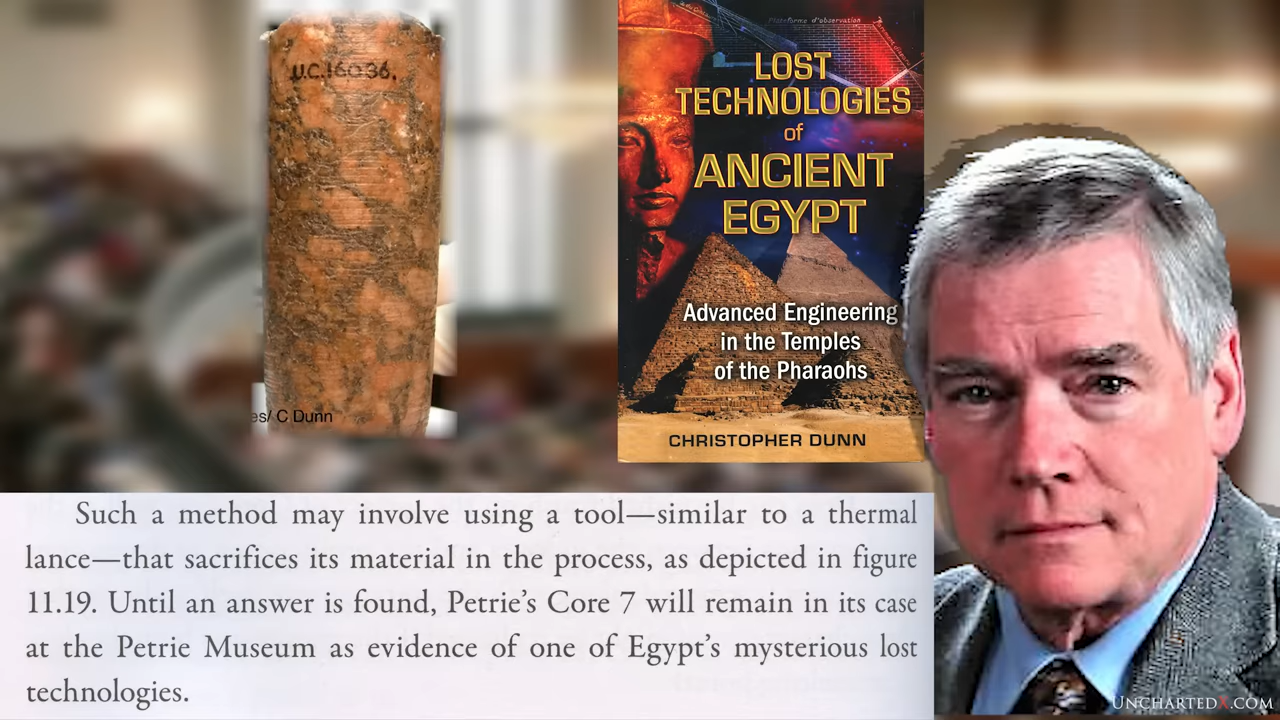 U.C.16036.
es/ C Dunn
Plateforme d'observation
LOST
TECHNOLOGIES
of
ANCIENT
EGYPT
Advanced Engineering
in the Temples
of the Pharaohs
CHRISTOPHER DUNN
Such a method may involve using a tool—similar to a thermal
lance—that sacrifices its material in the process, as depicted in figure
11.19. Until an answer is found, Petrie's Core 7 will remain in its case
at the Petrie Museum as evidence of one of Egypt's mysterious lost
technologies.
UNCHARTEDX.COM